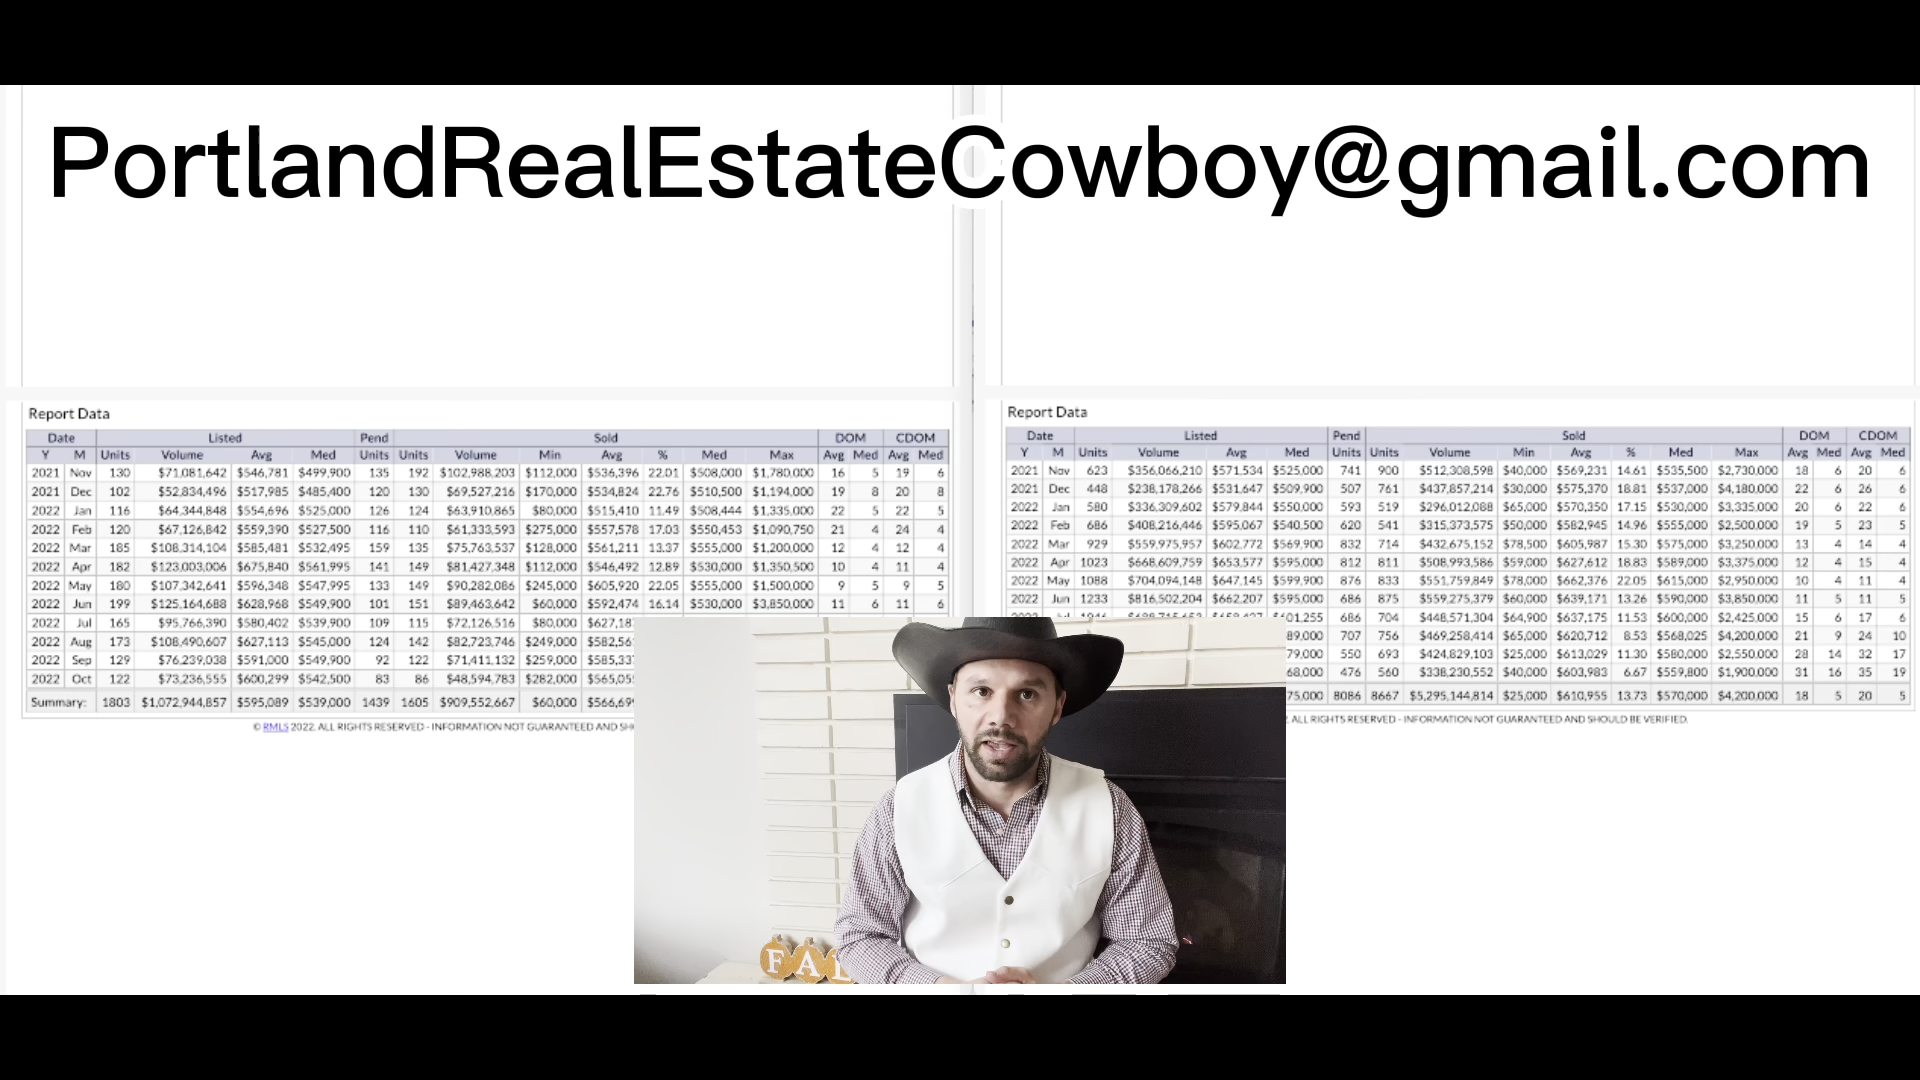 PortlandRealEstateCowboy@gmail.com
Report Data
Date Listed Pend Sold DOM CDOM
Y M Units Volume Avg Med Units Units Volume Min Avg % Med Max Avg Med Avg Med
2021 Nov 130 $71,081,642 $546,781 $499,900 135 192 $102,988,203 $112,000 $536,396 22.01 $508,000 $1,780,000 16 5 19 6
2021 Dec 102 $52,834,496 $517,985 $485,400 120 130 $69,527,216 $170,000 $534,824 22.76 $510,500 $1,194,000 19 8 20 8
2022 Jan 116 $64,344,848 $554,696 $525,000 126 124 $63,910,865 $80,000 $515,410 11.49 $508,444 $1,335,000 22 5 22 5
2022 Feb 120 $67,126,842 $559,390 $527,500 116 110 $61,333,593 $275,000 $557,578 17.03 $550,453 $1,090,750 21 4 24 4
2022 Mar 185 $108,314,104 $585,481 $532,495 159 135 $75,763,537 $128,000 $561,211 13.37 $555,000 $1,200,000 12 4 12 4
2022 Apr 182 $123,003,006 $675,840 $561,995 141 149 $81,427,348 $112,000 $546,492 12.89 $530,000 $1,350,500 10 4 11 4
2022 May 180 $107,342,641 $596,348 $547,995 133 149 $90,282,086 $245,000 $605,920 22.05 $555,000 $1,500,000 9 5 9 5
2022 Jun 199 $125,164,688 $628,968 $549,900 101 151 $89,463,642 $60,000 $592,474 16.14 $530,000 $3,850,000 11 6 11 6
2022 Jul 165 $95,766,390 $580,402 $539,900 109 115 $72,126,516 $80,000 $627,18
2022 Aug 173 $108,490,607 $627,113 $545,000 124 142 $82,723,746 $249,000 $582,56
2022 Sep 129 $76,239,038 $591,000 $549,900 92 122 $71,411,132 $259,000 $585,33
2022 Oct 122 $73,236,555 $600,299 $542,500 83 86 $48,594,783 $282,000 $565,05
Summary: 1803 $1,072,944,857 $595,089 $539,000 1439 1605 $909,552,667 $60,000 $566,69
© RMLS 2022. ALL RIGHTS RESERVED - INFORMATION NOT GUARANTEED AND SH
Report Data
Date Listed Pend Sold DOM CDOM
Y M Units Volume Avg Med Units Units Volume Min Avg % Med Max Avg Med Avg Med
2021 Nov 623 $356,066,210 $571,534 $525,000 741 900 $512,308,598 $40,000 $569,231 14.61 $535,500 $2,730,000 18 6 20 6
2021 Dec 448 $238,178,266 $531,647 $509,900 507 761 $437,857,214 $30,000 $575,370 18.81 $537,000 $4,180,000 22 6 26 6
2022 Jan 580 $336,309,602 $579,844 $550,000 593 519 $296,012,088 $65,000 $570,350 17.15 $530,000 $3,335,000 20 6 22 6
2022 Feb 686 $408,216,446 $595,067 $540,500 620 541 $315,373,575 $50,000 $582,945 14.96 $555,000 $2,500,000 19 5 23 5
2022 Mar 929 $559,975,957 $602,772 $569,900 832 714 $432,675,152 $78,500 $605,987 15.30 $575,000 $3,250,000 13 4 14 4
2022 Apr 1023 $668,609,759 $653,577 $595,000 812 811 $508,993,586 $59,000 $627,612 18.83 $589,000 $3,375,000 12 4 15 4
2022 May 1088 $704,094,148 $647,145 $599,900 876 833 $551,759,849 $78,000 $662,376 22.05 $615,000 $2,950,000 10 4 11 4
2022 Jun 1233 $816,502,204 $662,207 $595,000 686 875 $559,275,379 $60,000 $639,171 13.26 $590,000 $3,850,000 11 5 11 5
01,255 686 704 $448,571,304 $64,900 $637,175 11.53 $600,000 $2,425,000 15 6 17 6
89,000 707 756 $469,258,414 $65,000 $620,712 8.53 $568,025 $4,200,000 21 9 24 10
79,000 550 693 $424,829,103 $25,000 $613,029 11.30 $580,000 $2,550,000 28 14 32 17
68,000 476 560 $338,230,552 $40,000 $603,983 6.67 $559,800 $1,900,000 31 16 35 19
75,000 8086 8667 $5,295,144,814 $25,000 $610,955 13.73 $570,000 $4,200,000 18 5 20 5
ALL RIGHTS RESERVED - INFORMATION NOT GUARANTEED AND SHOULD BE VERIFIED.
FAL